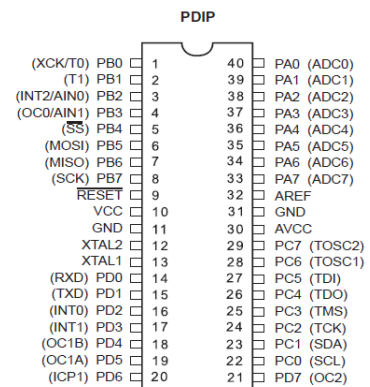 PDIP
(XCK/T0) PB0 1 40 PA0 (ADC0)
(T1) PB1 2 39 PA1 (ADC1)
(INT2/AIN0) PB2 3 38 PA2 (ADC2)
(OC0/AIN1) PB3 4 37 PA3 (ADC3)
(SS) PB4 5 36 PA4 (ADC4)
(MOSI) PB5 6 35 PA5 (ADC5)
(MISO) PB6 7 34 PA6 (ADC6)
(SCK) PB7 8 33 PA7 (ADC7)
RESET 9 32 AREF
VCC 10 31 GND
GND 11 30 AVCC
XTAL2 12 29 PC7 (TOSC2)
XTAL1 13 28 PC6 (TOSC1)
(RXD) PD0 14 27 PC5 (TDI)
(TXD) PD1 15 26 PC4 (TDO)
(INT0) PD2 16 25 PC3 (TMS)
(INT1) PD3 17 24 PC2 (TCK)
(OC1B) PD4 18 23 PC1 (SDA)
(OC1A) PD5 19 22 PC0 (SCL)
(ICP1) PD6 20 21 PD7 (OC2)